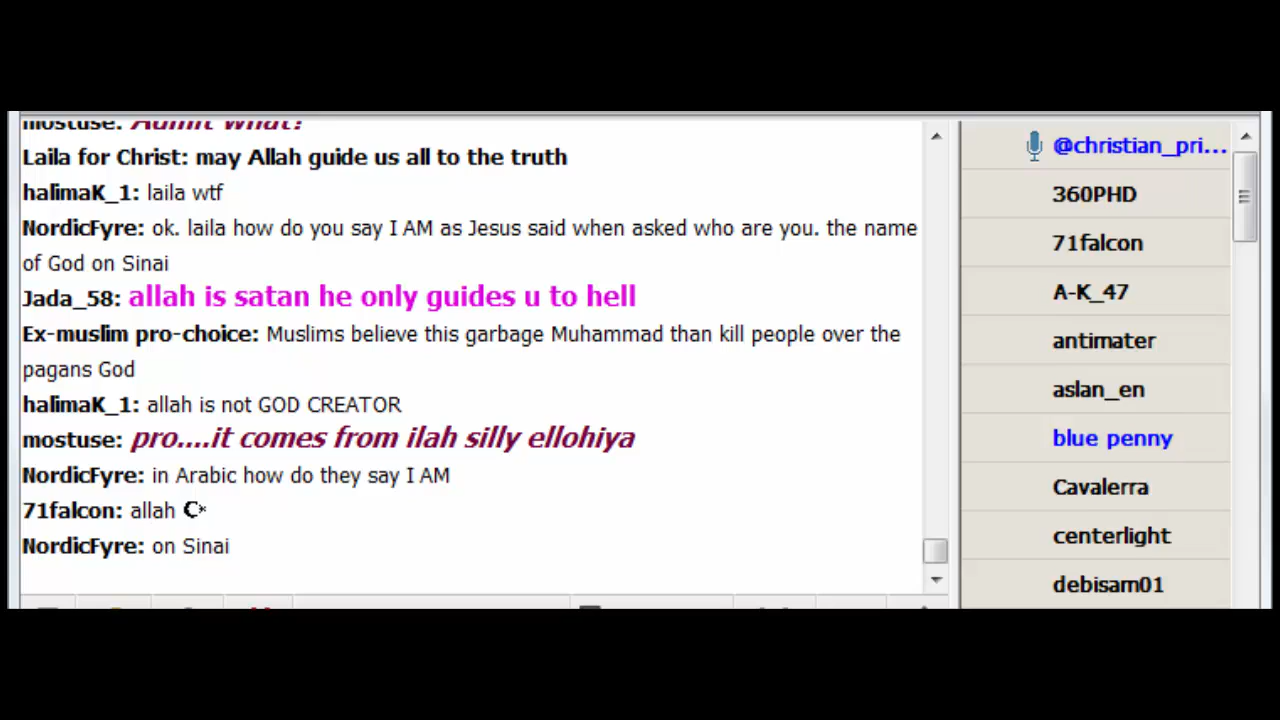 mostuse: Admit What?
Laila for Christ: may Allah guide us all to the truth
halimaK_1: laila wtf
NordicFyre: ok. laila how do you say I AM as Jesus said when asked who are you. the name
of God on Sinai
Jada_58: allah is satan he only guides u to hell
Ex-muslim pro-choice: Muslims believe this garbage Muhammad than kill people over the
pagans God
halimaK_1: allah is not GOD CREATOR
mostuse: pro....it comes from ilah silly ellohiya
NordicFyre: in Arabic how do they say I AM
71falcon: allah ☪
NordicFyre: on Sinai
@christian_pri...
360PHD
71falcon
A-K_47
antimater
aslan_en
blue penny
Cavalerra
centerlight
debisam01